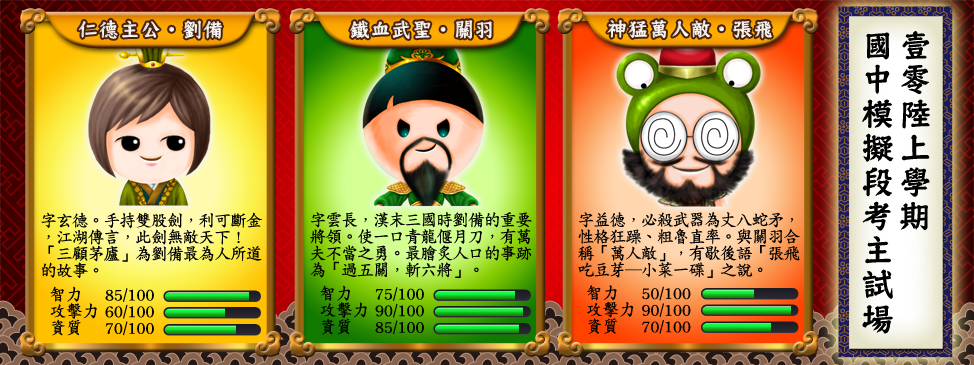 仁德主公·劉備
字玄德。手持雙股劍，利可斷金
，江湖傳言，此劍無敵天下！
「三顧茅廬」為劉備最為人所道
的故事。
智力 85/100
攻擊力 60/100
資質 70/100
鐵血武聖·關羽
字雲長，漢末三國時劉備的重要
將領。使一口青龍偃月刀，有萬
夫不當之勇。最膾炙人口的事跡
為「過五關，斬六將」。
智力 75/100
攻擊力 90/100
資質 85/100
神猛萬人敵·張飛
字益德，必殺武器為丈八蛇矛，
性格狂躁、粗魯直率。與關羽合
稱「萬人敵」，有歇後語「張飛
吃豆芽─小菜一碟」之說。
智力 50/100
攻擊力 90/100
資質 70/100
壹零陸上學期
國中模擬段考主試場